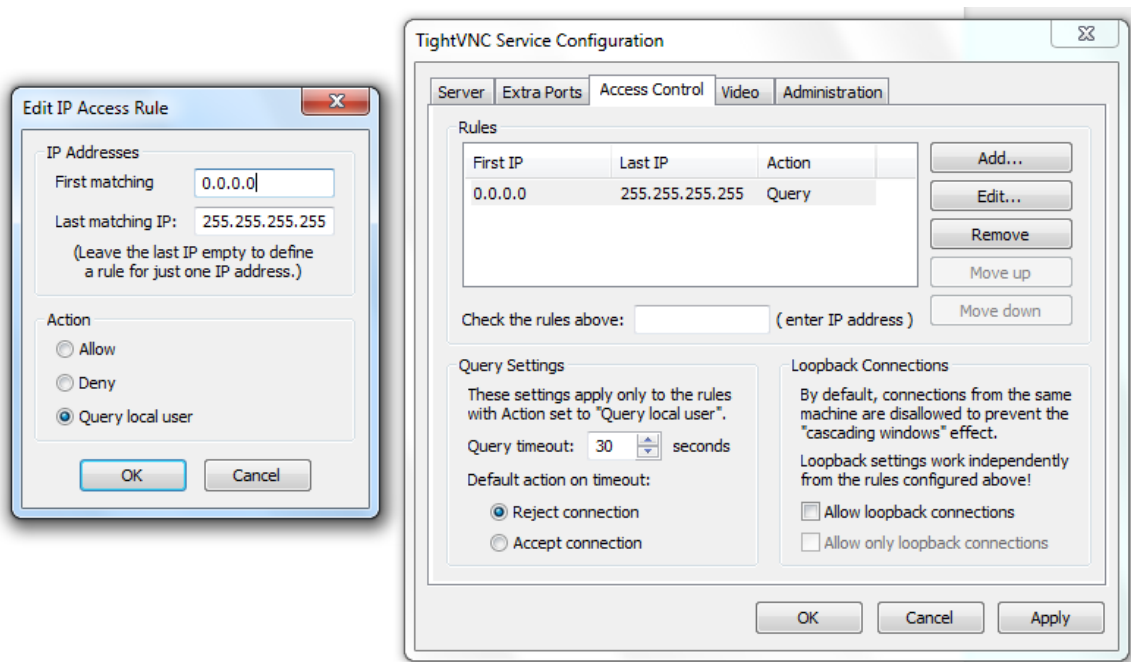 Edit IP Access Rule
IP Addresses
First matching 0.0.0.0
Last matching IP: 255.255.255.255
(Leave the last IP empty to define
a rule for just one IP address.)
Action
Allow
Deny
Query local user
OK Cancel
TightVNC Service Configuration
Server Extra Ports Access Control Video Administration
Rules
First IP Last IP Action
0.0.0.0 255.255.255.255 Query
Add...
Edit...
Remove
Move up
Move down
Check the rules above: ( enter IP address )
Query Settings
These settings apply only to the rules
with Action set to "Query local user".
Query timeout: 30 seconds
Default action on timeout:
Reject connection
Accept connection
Loopback Connections
By default, connections from the same
machine are disallowed to prevent the
"cascading windows" effect.
Loopback settings work independently
from the rules configured above!
Allow loopback connections
Allow only loopback connections
OK Cancel Apply